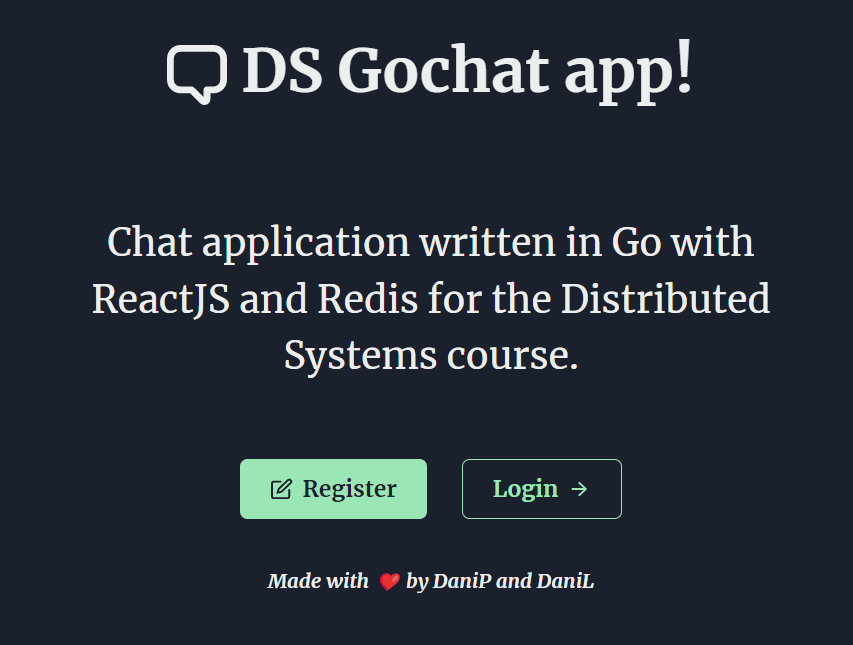 DS Gochat app!
Chat application written in Go with
ReactJS and Redis for the Distributed
Systems course.
Register
Login
Made with ❤️ by DaniP and DaniL